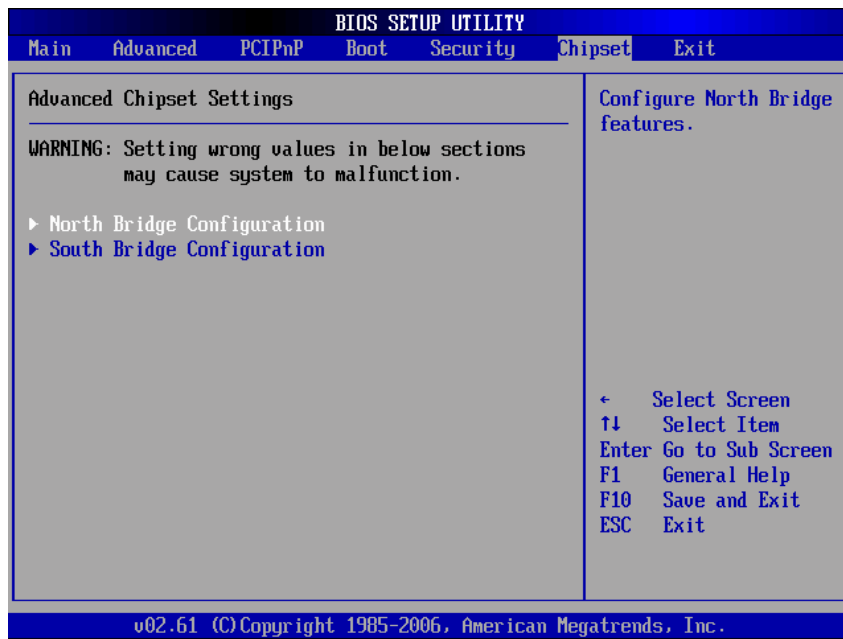 BIOS SETUP UTILITY
Main Advanced PCIPnP Boot Security Chipset Exit
Advanced Chipset Settings
WARNING: Setting wrong values in below sections
may cause system to malfunction.
▶ North Bridge Configuration
▶ South Bridge Configuration
Configure North Bridge
features.
← Select Screen
↑↓ Select Item
Enter Go to Sub Screen
F1 General Help
F10 Save and Exit
ESC Exit
v02.61 (C)Copyright 1985-2006, American Megatrends, Inc.